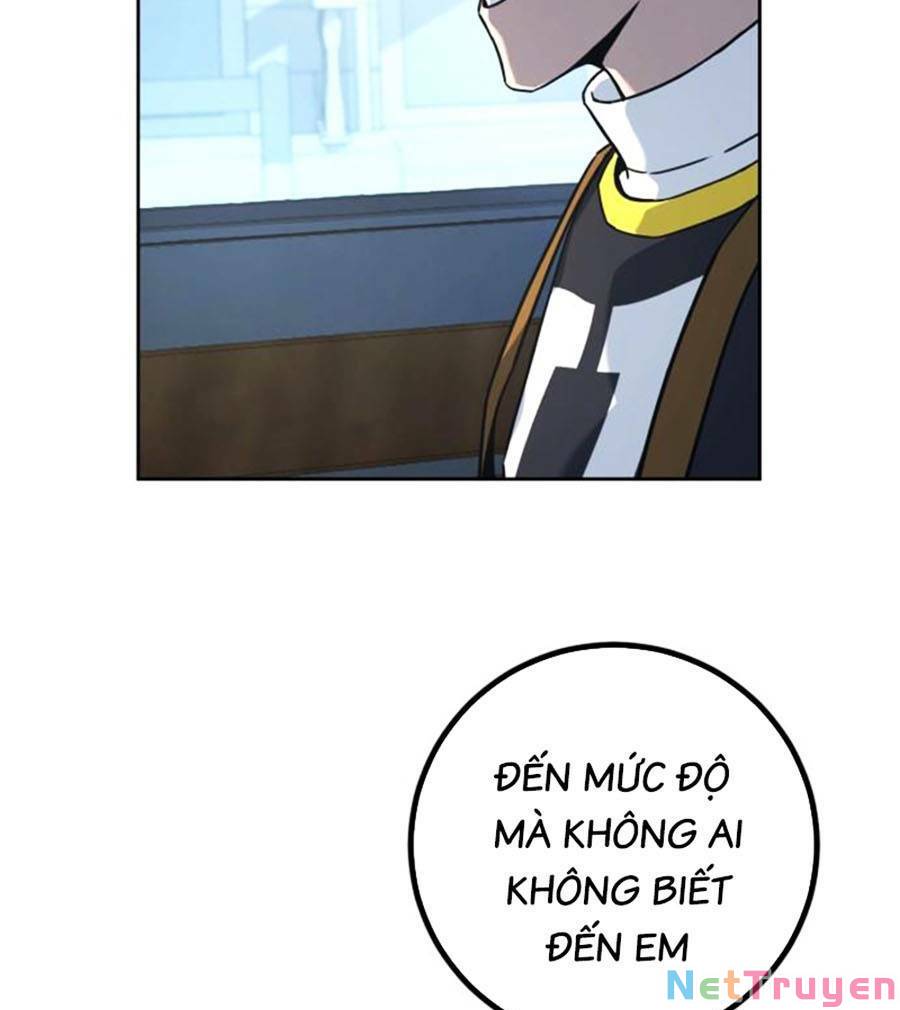 ĐẾN MỨC ĐỘ
MÀ KHÔNG AI
KHÔNG BIẾT
ĐẾN EM
NetTruyen